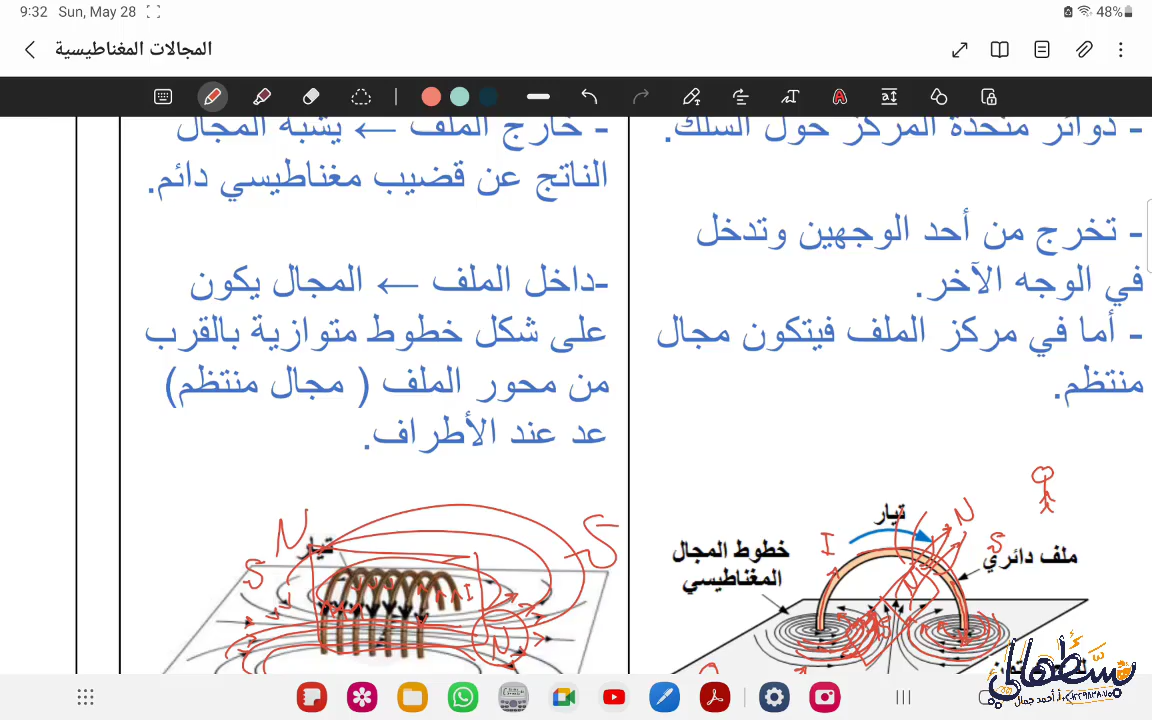 9:32 Sun, May 28
48%
المجالات المغناطيسية
- دوائر متحدة المركز حول السلك.
- تخرج من أحد الوجهين وتدخل
في الوجه الآخر.
- أما في مركز الملف فيتكون مجال
منتظم.
- خارج الملف ← يشبه المجال
الناتج عن قضيب مغناطيسي دائم.
-داخل الملف ← المجال يكون
على شكل خطوط متوازية بالقرب
من محور الملف ( مجال منتظم)
عد عند الأطراف.
تيار
I
N
S
ملف دائري
خطوط المجال
المغناطيسي
N
تيار
S
S
I
N
بسطهالي
أ. أحمد جمال